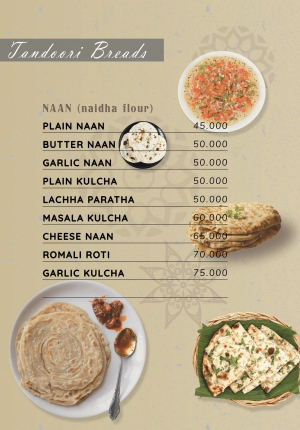 Tandoori Breads
NAAN (naidha flour)
PLAIN NAAN 45.000
BUTTER NAAN 50.000
GARLIC NAAN 50.000
PLAIN KULCHA 50.000
LACHHA PARATHA 50.000
MASALA KULCHA 60.000
CHEESE NAAN 65.000
ROMALI ROTI 70.000
GARLIC KULCHA 75.000